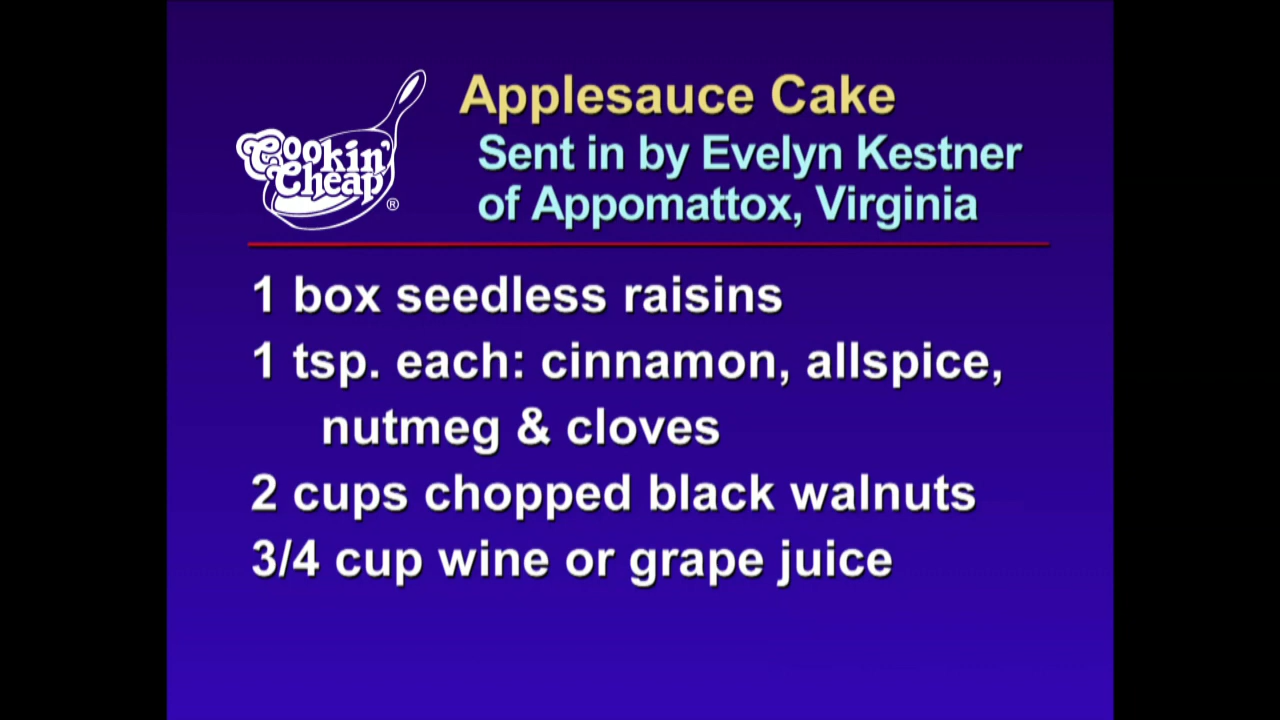 Cookin'
Cheap
®
Applesauce Cake
Sent in by Evelyn Kestner
of Appomattox, Virginia
1 box seedless raisins
1 tsp. each: cinnamon, allspice,
nutmeg & cloves
2 cups chopped black walnuts
3/4 cup wine or grape juice